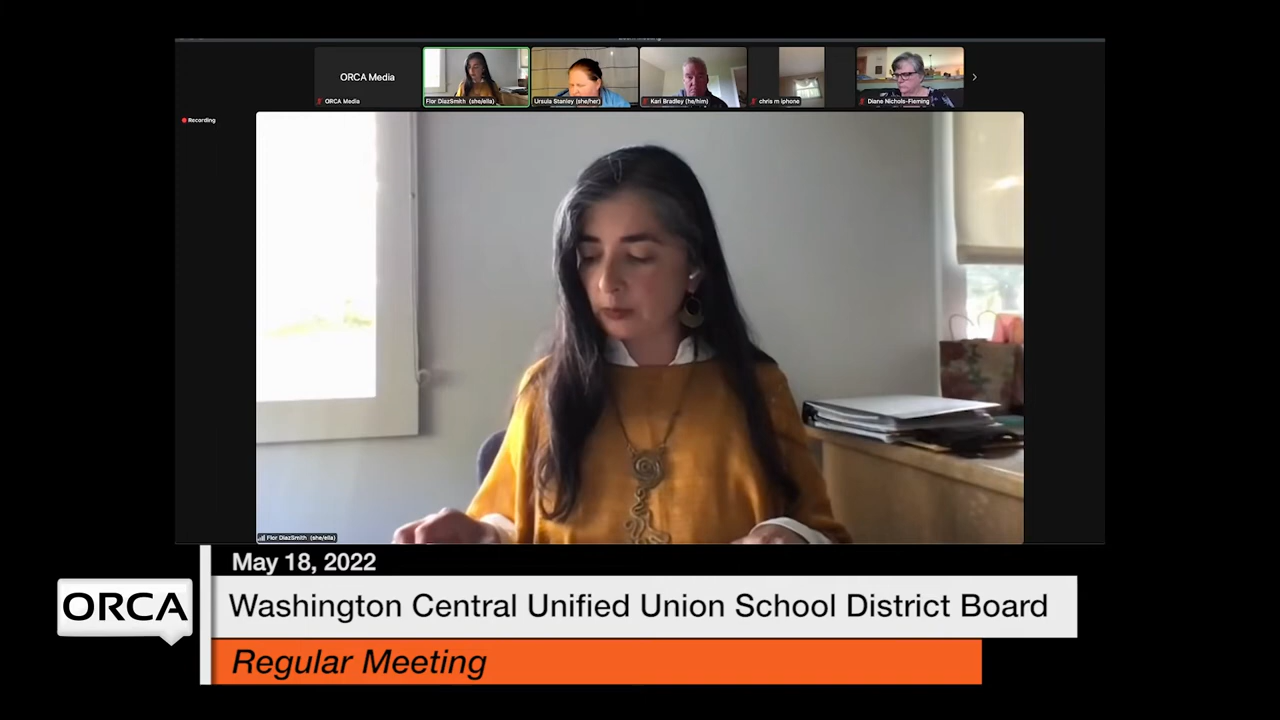 ORCA Media
ORCA Media
Flor DiazSmith (she/ella)
Ursula Stanley (she/her)
Kari Bradley (he/him)
chris m iphone
Diane Nichols-Fleming
Recording
Flor DiazSmith (she/ella)
May 18, 2022
ORCA
Washington Central Unified Union School District Board
Regular Meeting